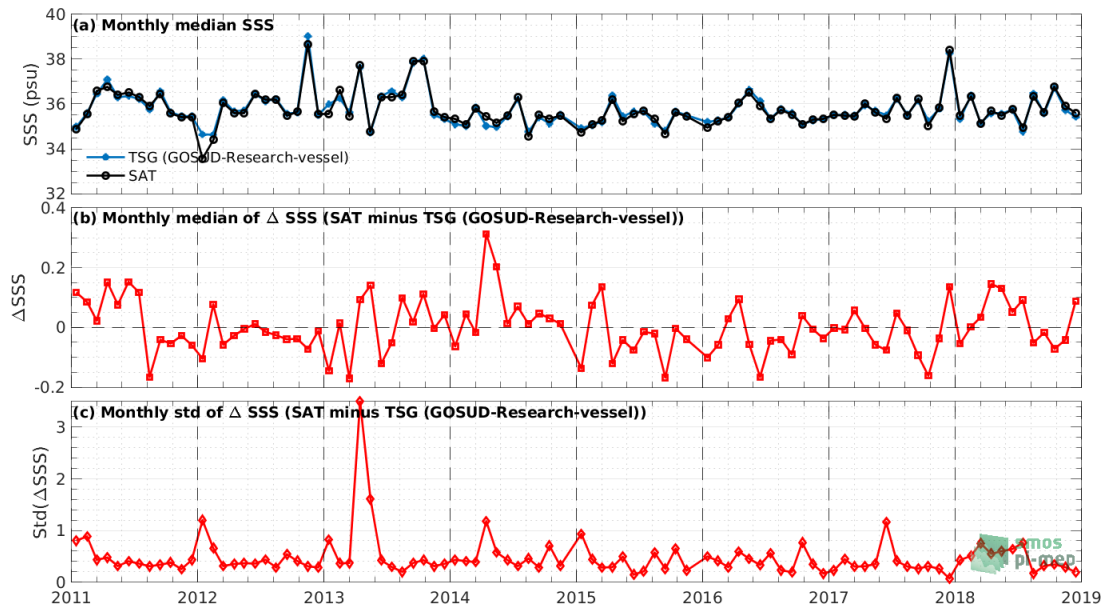 (a) Monthly median SSS
40
38
36
34
32
SSS (psu)
TSG (GOSUD-Research-vessel)
SAT
(b) Monthly median of Δ SSS (SAT minus TSG (GOSUD-Research-vessel))
0.4
0.2
0
-0.2
ΔSSS
(c) Monthly std of Δ SSS (SAT minus TSG (GOSUD-Research-vessel))
3
2
1
0
Std(ΔSSS)
smos
pi-mep
2011 2012 2013 2014 2015 2016 2017 2018 2019